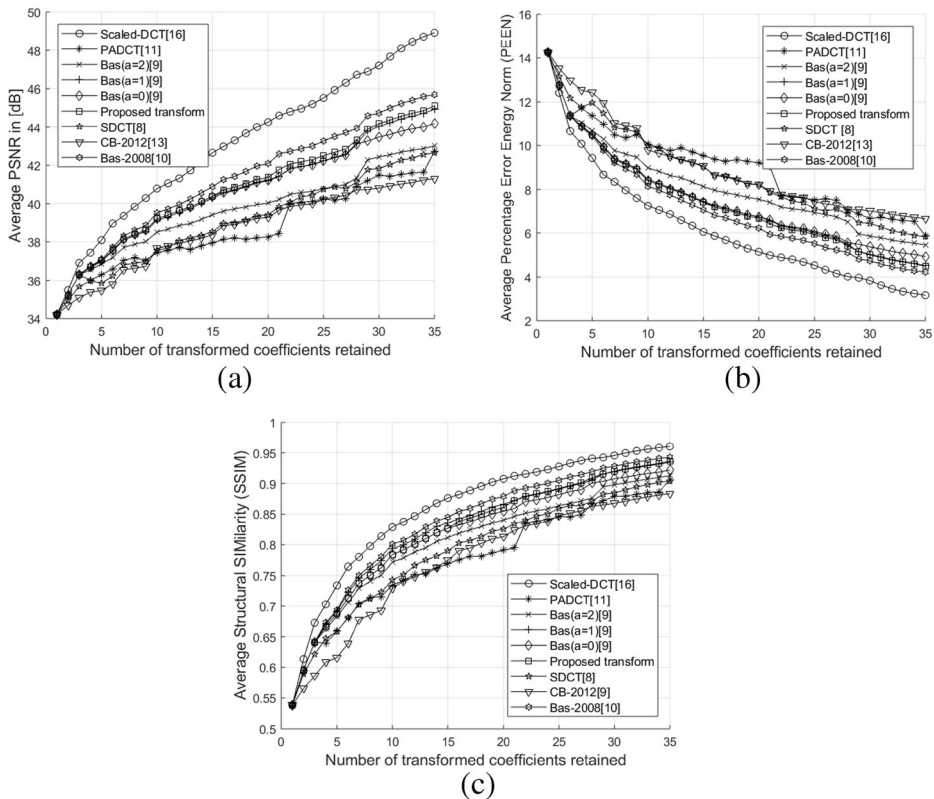 50
48
46
44
42
40
38
36
34
0
5
10
15
20
25
30
35
Average PSNR in [dB]
Number of transformed coefficients retained
Scaled-DCT[16]
PADCT[11]
Bas(a=2)[9]
Bas(a=1)[9]
Bas(a=0)[9]
Proposed transform
SDCT[8]
CB-2012[13]
Bas-2008[10]
(a)
16
14
12
10
8
6
4
2
0
0
5
10
15
20
25
30
35
Average Percentage Error Energy Norm (PEEN)
Number of transformed coefficients retained
Scaled-DCT[16]
PADCT[11]
Bas(a=2)[9]
Bas(a=1)[9]
Bas(a=0)[9]
Proposed transform
SDCT [8]
CB-2012[13]
Bas-2008[10]
(b)
1
0.95
0.9
0.85
0.8
0.75
0.7
0.65
0.6
0.55
0.5
0
5
10
15
20
25
30
35
Average Structural SIMilarity (SSIM)
Number of transformed coefficients retained
Scaled-DCT[16]
PADCT[11]
Bas(a=2)[9]
Bas(a=1)[9]
Bas(a=0)[9]
Proposed transform
SDCT[8]
CB-2012[9]
Bas-2008[10]
(c)